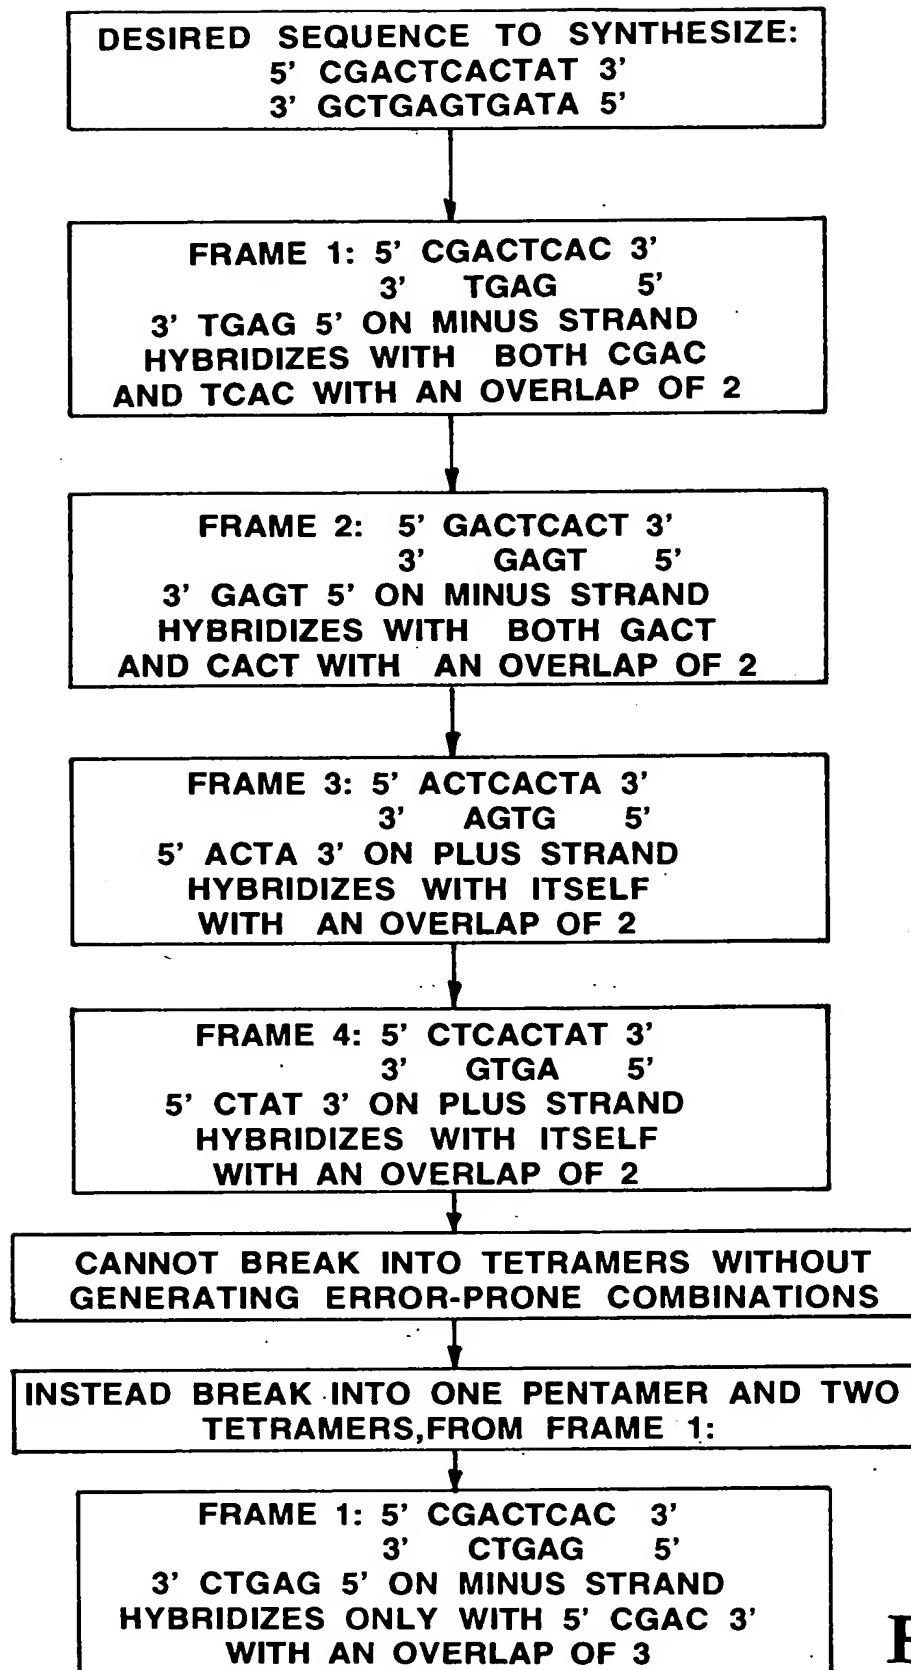 DESIRED SEQUENCE TO SYNTHESIZE:
5' CGACTCACTAT 3'
3' GCTGAGTGATA 5'
FRAME 1: 5' CGACTCAC 3'
3' TGAG 5'
3' TGAG 5' ON MINUS STRAND
HYBRIDIZES WITH BOTH CGAC
AND TCAC WITH AN OVERLAP OF 2
FRAME 2: 5' GACTCACT 3'
3' GAGT 5'
3' GAGT 5' ON MINUS STRAND
HYBRIDIZES WITH BOTH GACT
AND CACT WITH AN OVERLAP OF 2
FRAME 3: 5' ACTCACTA 3'
3' AGTG 5'
5' ACTA 3' ON PLUS STRAND
HYBRIDIZES WITH ITSELF
WITH AN OVERLAP OF 2
FRAME 4: 5' CTCACTAT 3'
3' GTGA 5'
5' CTAT 3' ON PLUS STRAND
HYBRIDIZES WITH ITSELF
WITH AN OVERLAP OF 2
CANNOT BREAK INTO TETRAMERS WITHOUT
GENERATING ERROR-PRONE COMBINATIONS
INSTEAD BREAK INTO ONE PENTAMER AND TWO
TETRAMERS,FROM FRAME 1:
FRAME 1: 5' CGACTCAC 3'
3' CTGAG 5'
3' CTGAG 5' ON MINUS STRAND
HYBRIDIZES ONLY WITH 5' CGAC 3'
WITH AN OVERLAP OF 3